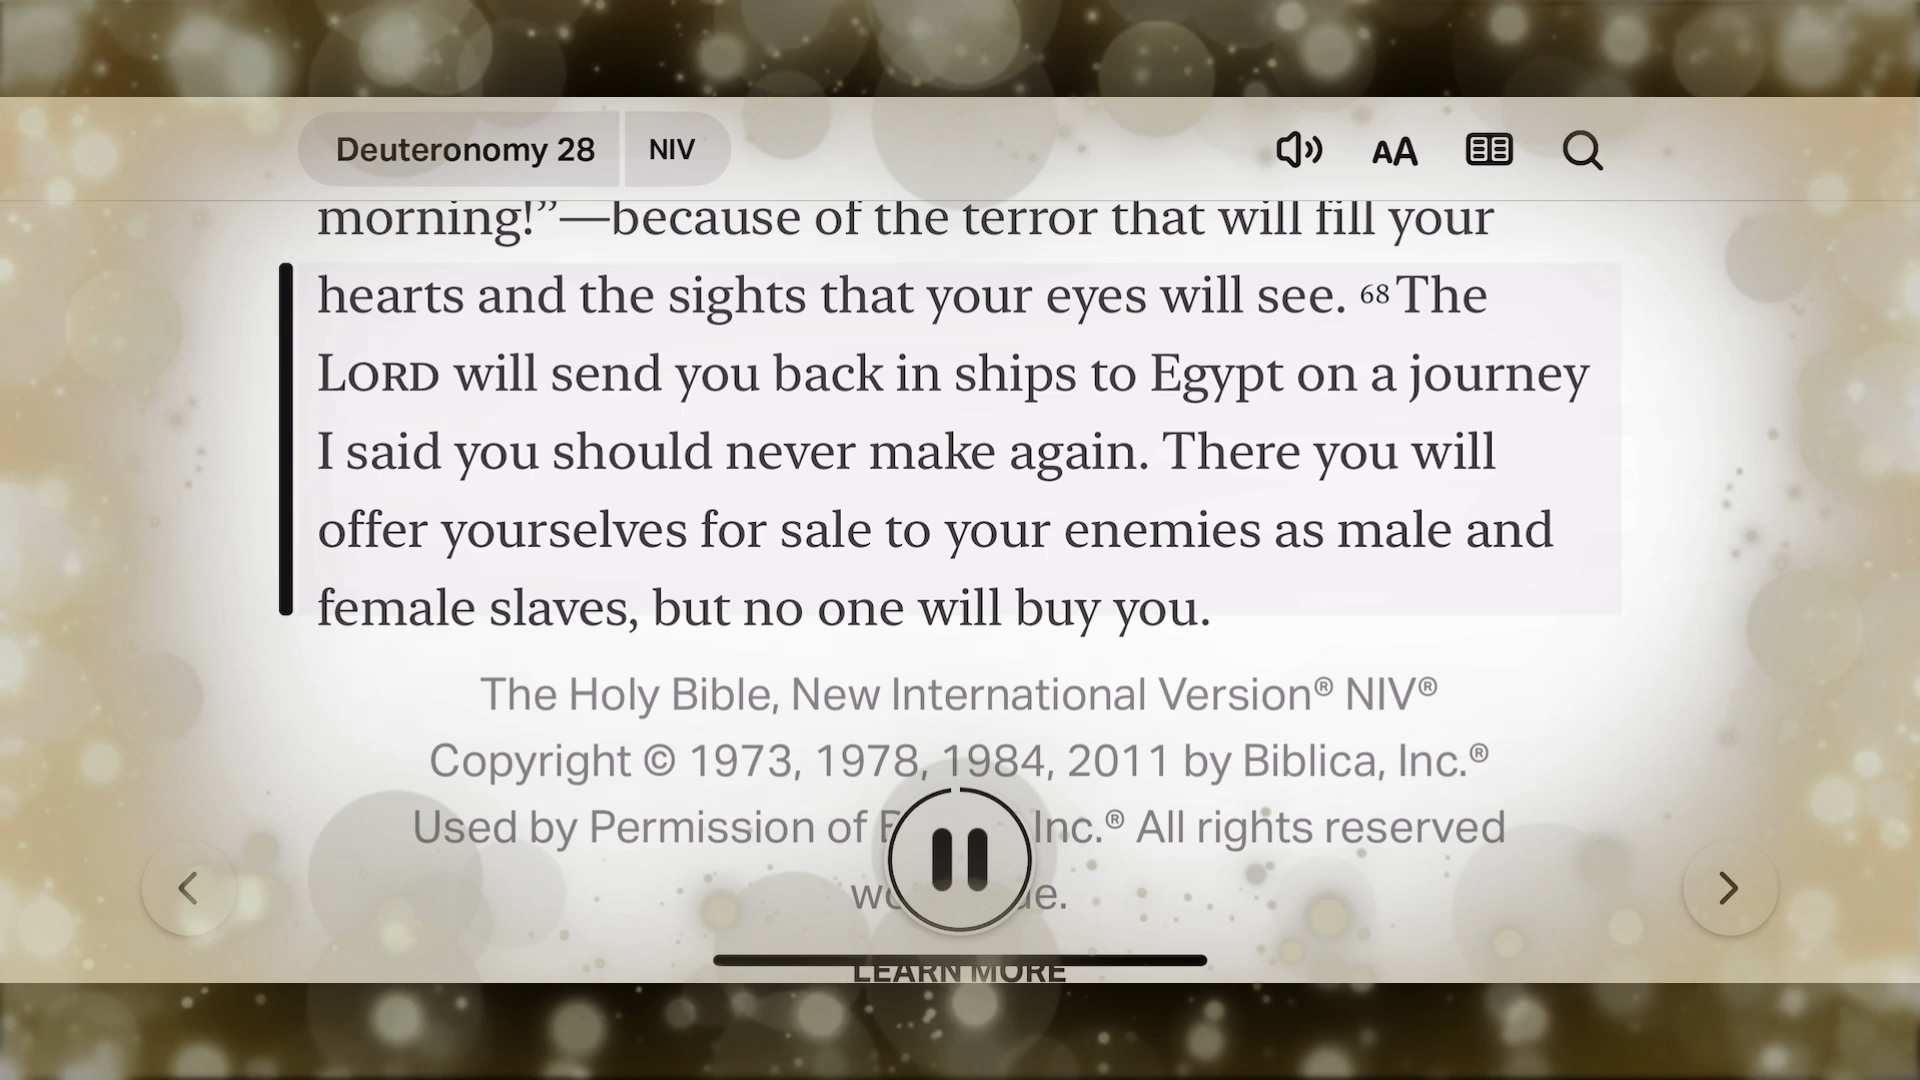 Deuteronomy 28 NIV AA
morning!”—because of the terror that will fill your
hearts and the sights that your eyes will see. 68 The
LORD will send you back in ships to Egypt on a journey
I said you should never make again. There you will
offer yourselves for sale to your enemies as male and
female slaves, but no one will buy you.
The Holy Bible, New International Version® NIV®
Copyright © 1973, 1978, 1984, 2011 by Biblica, Inc.®
Used by Permission of Inc.® All rights reserved
LEARN MORE